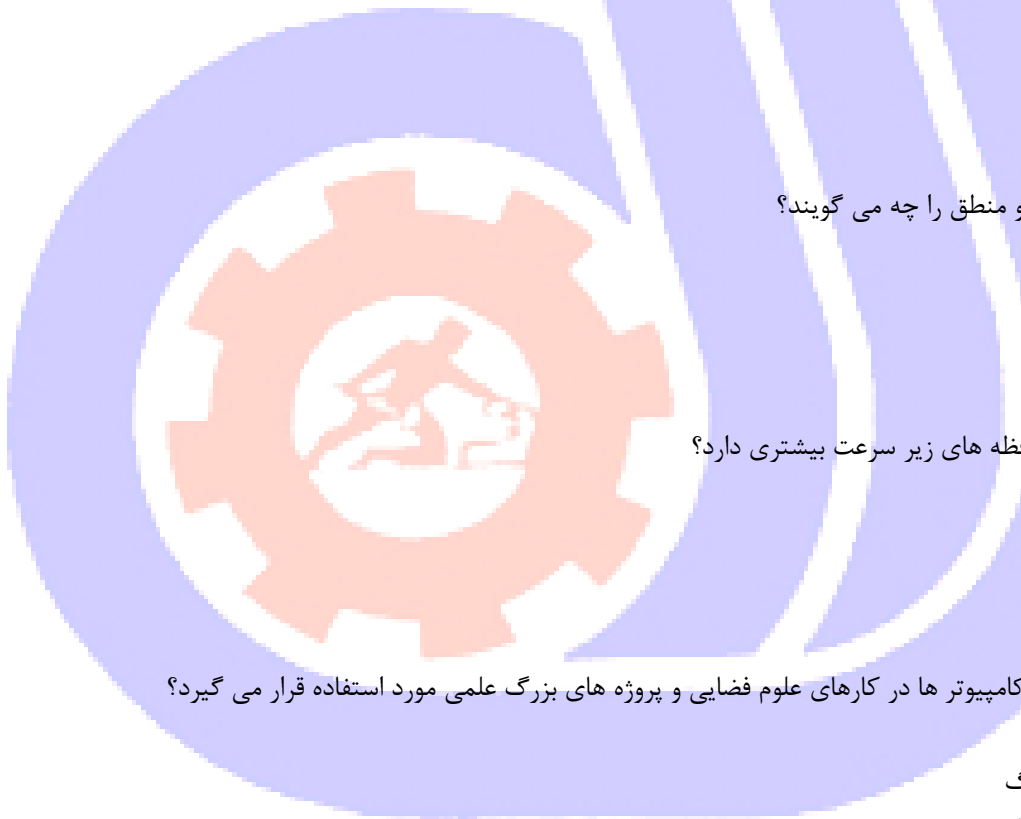 و منطق را چه می گویند؟
ظه های زیر سرعت بیشتری دارد؟
کامپیوتر ها در کارهای علوم فضایی و پروژه های بزرگ علمی مورد استفاده قرار می گیرد؟